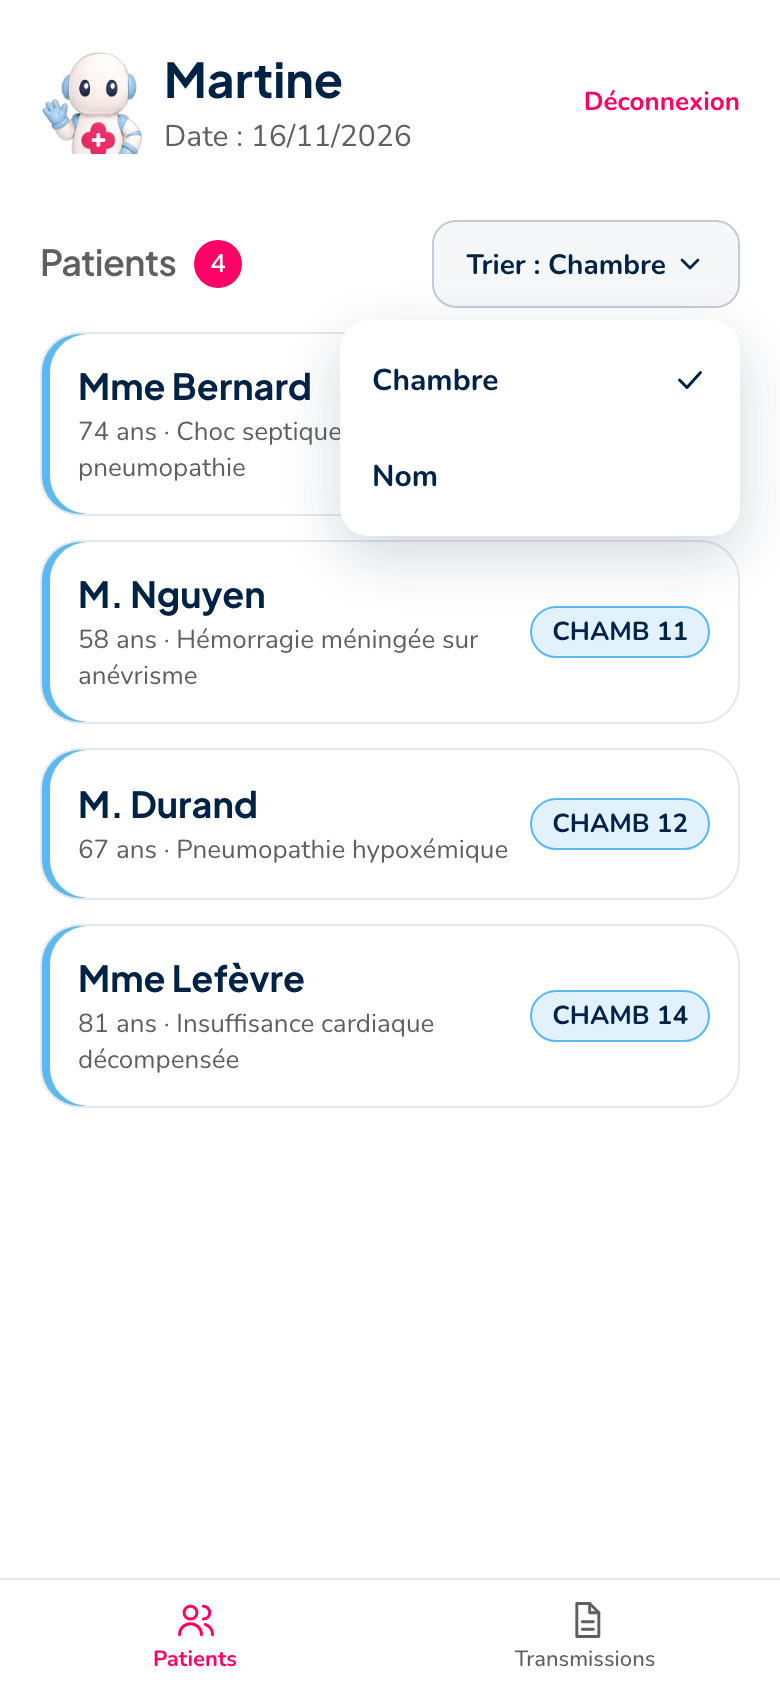 Martine
Date : 16/11/2026
Déconnexion
Patients 4
Trier : Chambre
Chambre
Nom
Mme Bernard
74 ans · Choc septique
pneumopathie
M. Nguyen
58 ans · Hémorragie méningée sur
anévrisme
CHAMB 11
M. Durand
67 ans · Pneumopathie hypoxémique
CHAMB 12
Mme Lefèvre
81 ans · Insuffisance cardiaque
décompensée
CHAMB 14
Patients
Transmissions